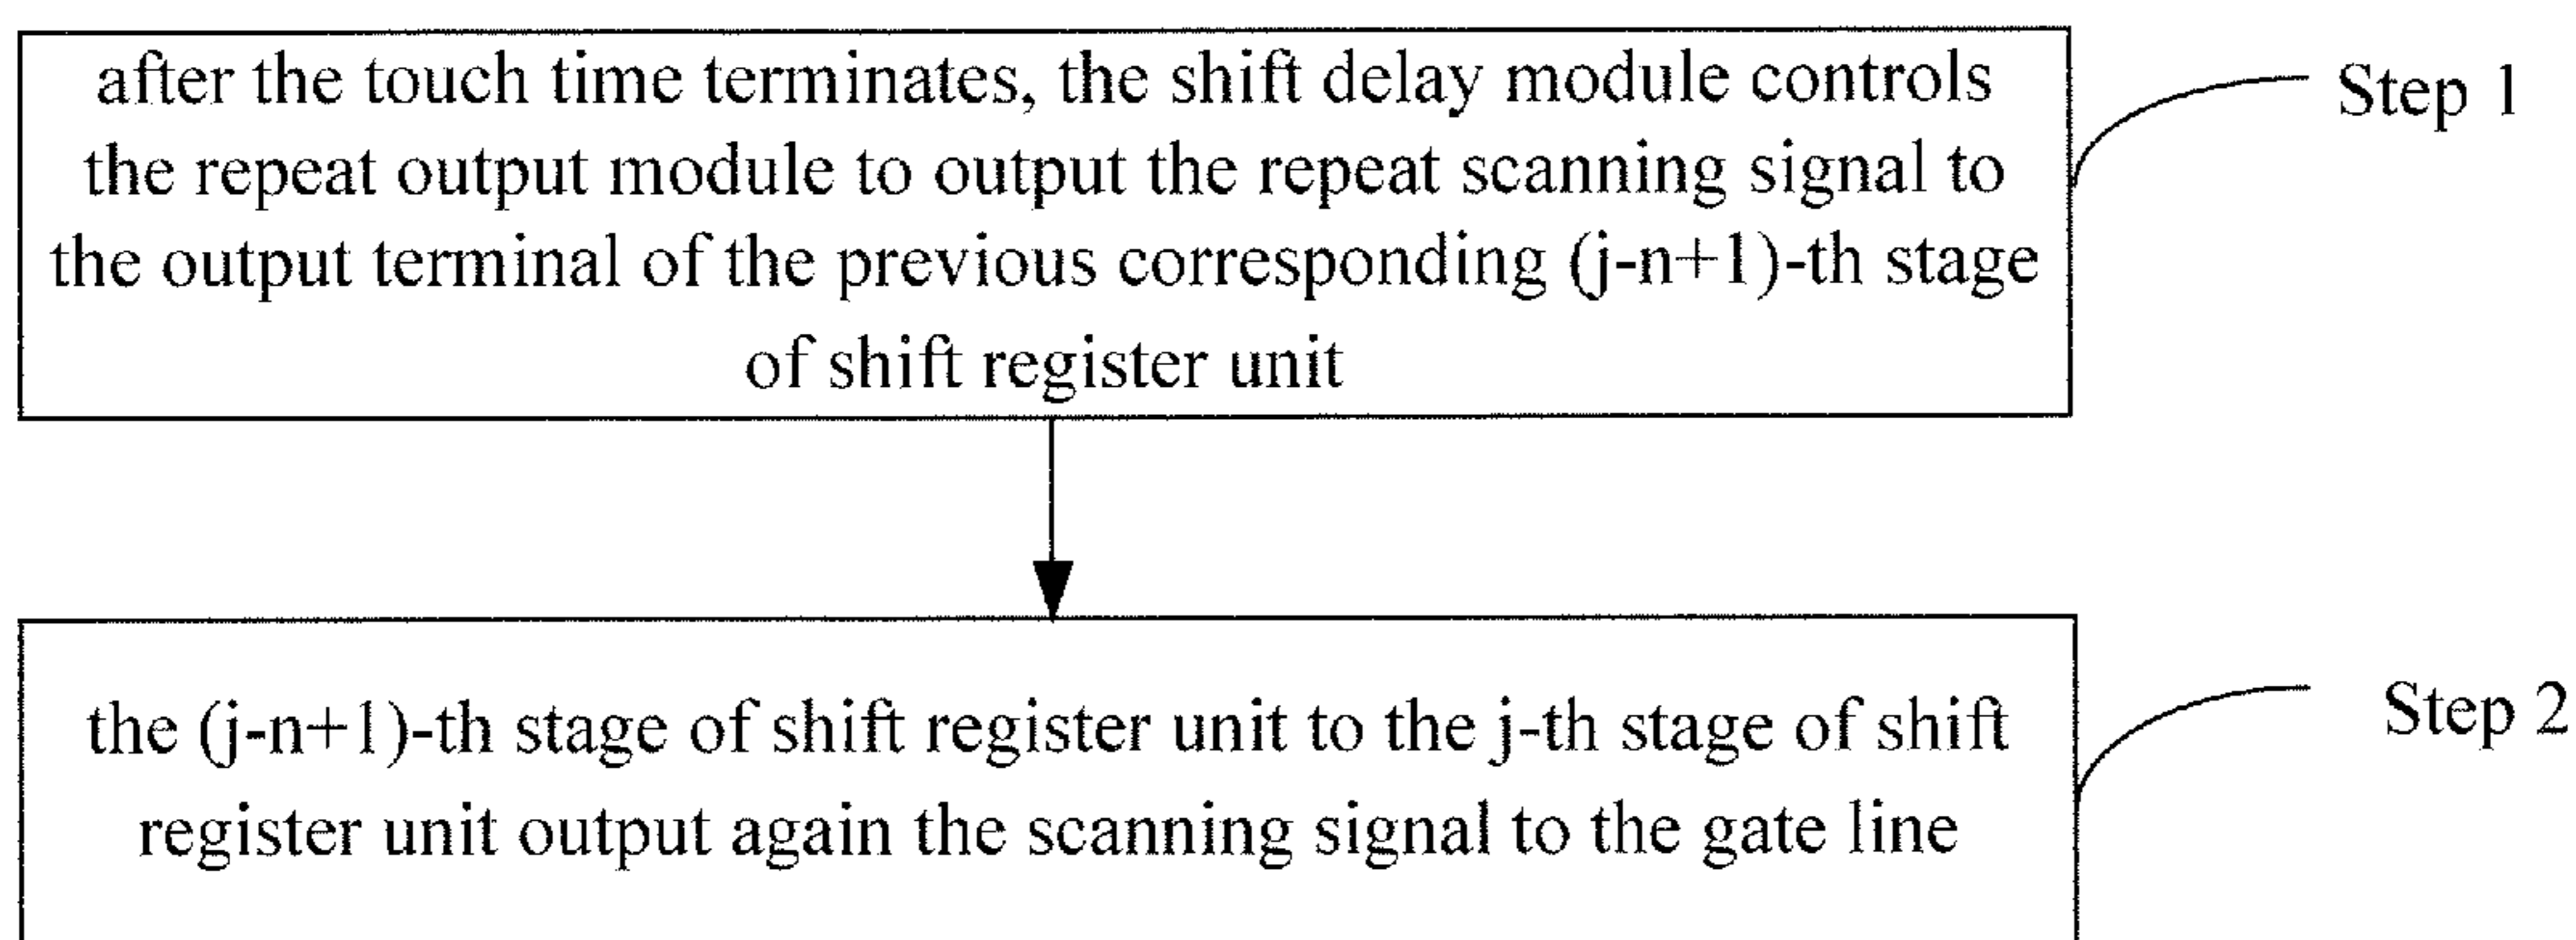 after the touch time terminates, the shift delay module controls
the repeat output module to output the repeat scanning signal to
the output terminal of the previous corresponding (j-n+1)-th stage
of shift register unit
Step 1
the (j-n+1)-th stage of shift register unit to the j-th stage of shift
register unit output again the scanning signal to the gate line
Step 2